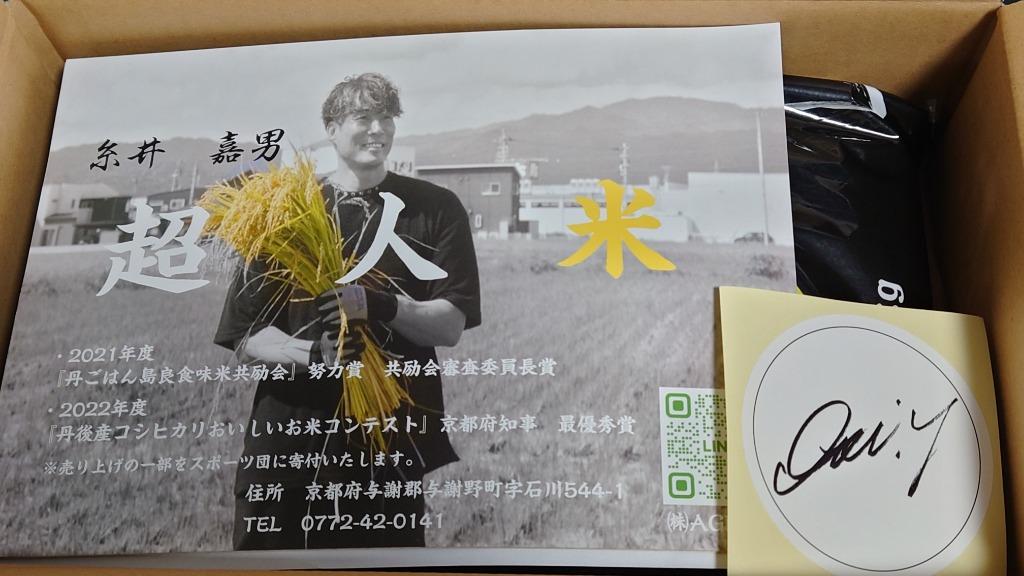 糸井 嘉男
超人米
・2021年度
『丹ごはん島良食味米共励会』努力賞 共励会審査委員長賞
・2022年度
『丹後産コシヒカリおいしいお米コンテスト』京都府知事 最優秀賞
※売り上げの一部をスポーツ団に寄付いたします。
住所 京都府与謝郡与謝野町字石川544-1
TEL 0772-42-0141
LIN
㈱AG
g